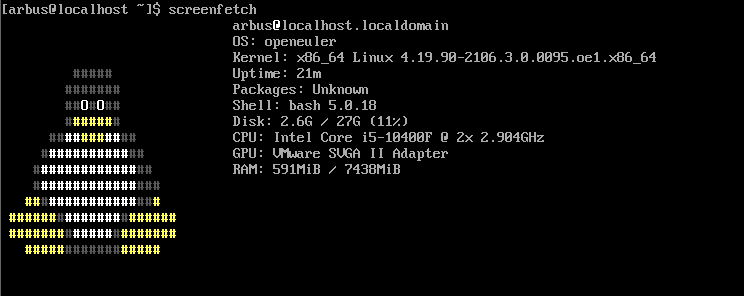 [arbus@localhost ~]$ screenfetch
arbus@localhost.localdomain
OS: openeuler
Kernel: x86_64 Linux 4.19.90-2106.3.0.0095.oe1.x86_64
Uptime: 21m
Packages: Unknown
Shell: bash 5.0.18
Disk: 2.6G / 27G (11%)
CPU: Intel Core i5-10400F @ 2x 2.904GHz
GPU: VMware SVGA II Adapter
RAM: 591MiB / 7438MiB